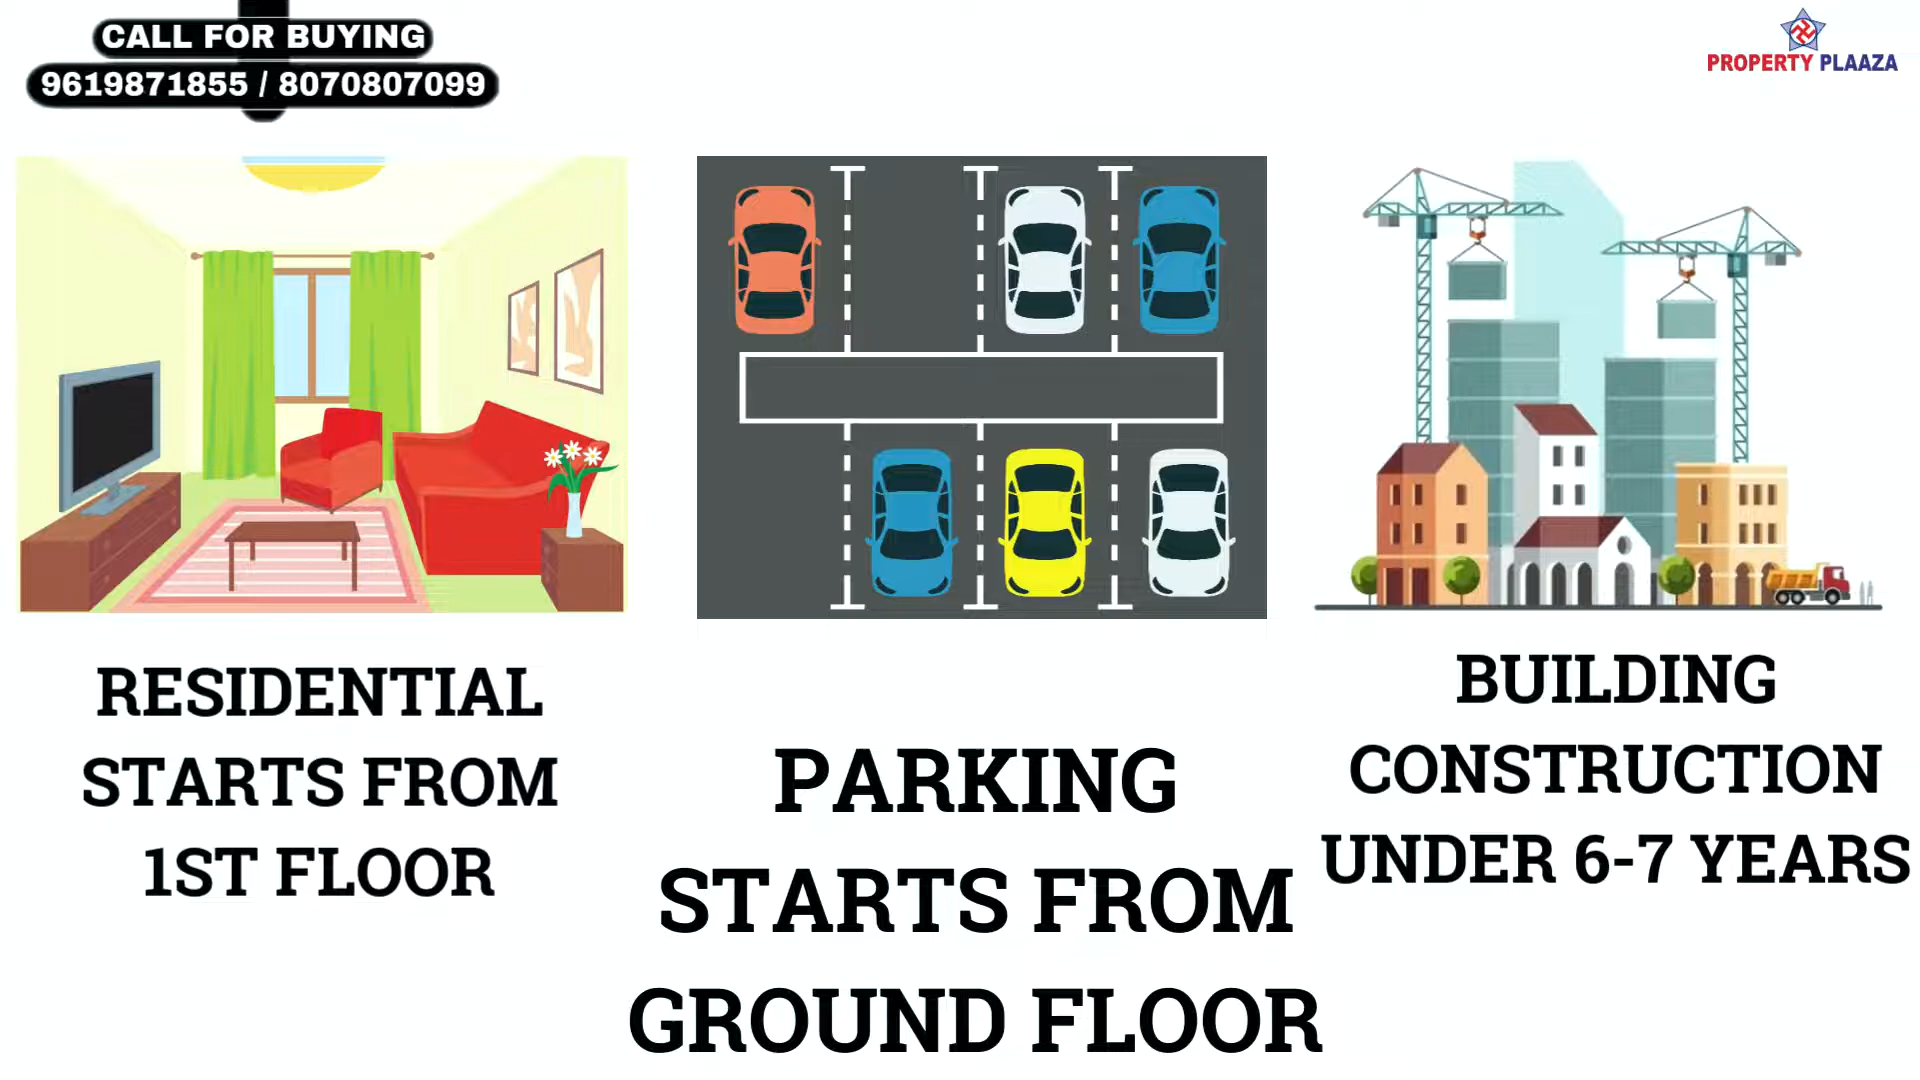 CALL FOR BUYING
9619871855 / 8070807099
PROPERTY PLAAZA
RESIDENTIAL
STARTS FROM
1ST FLOOR
PARKING
STARTS FROM
GROUND FLOOR
BUILDING
CONSTRUCTION
UNDER 6-7 YEARS